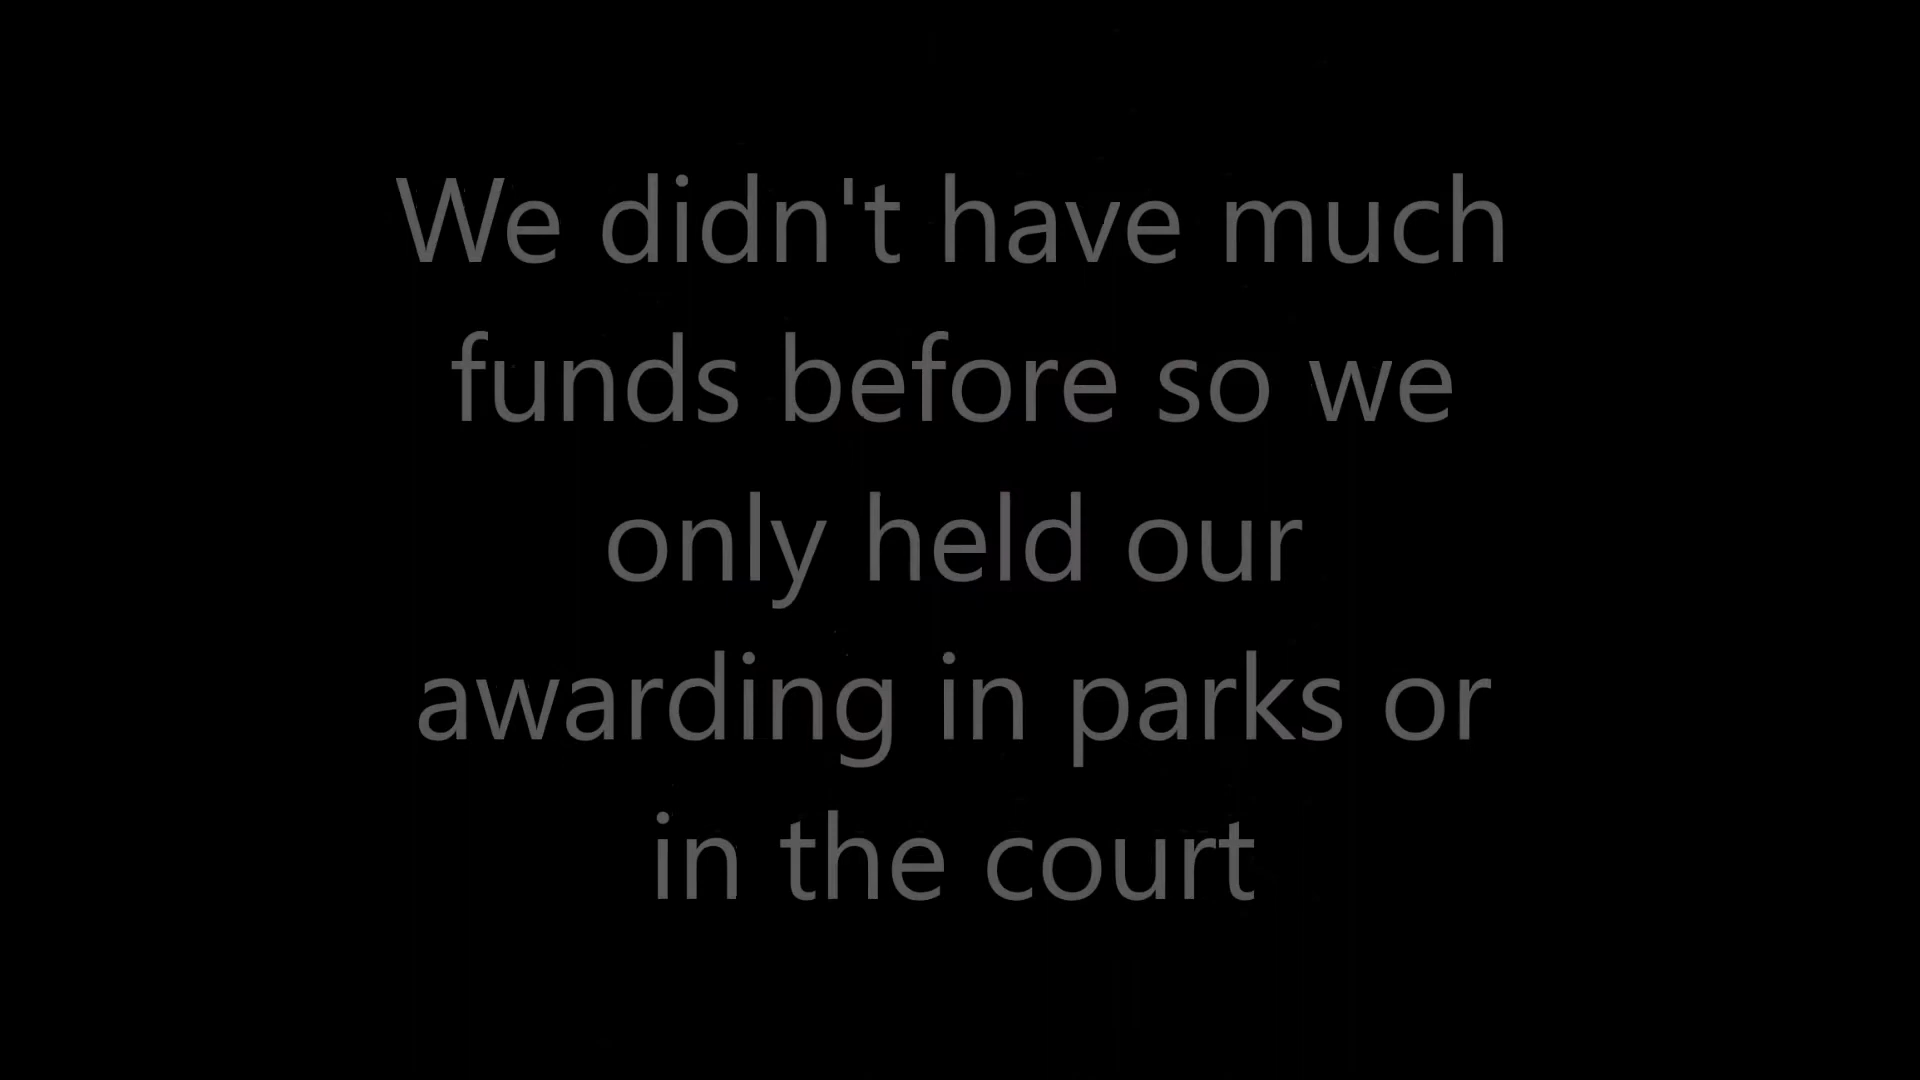 We didn't have much
funds before so we
only held our
awarding in parks or
in the court